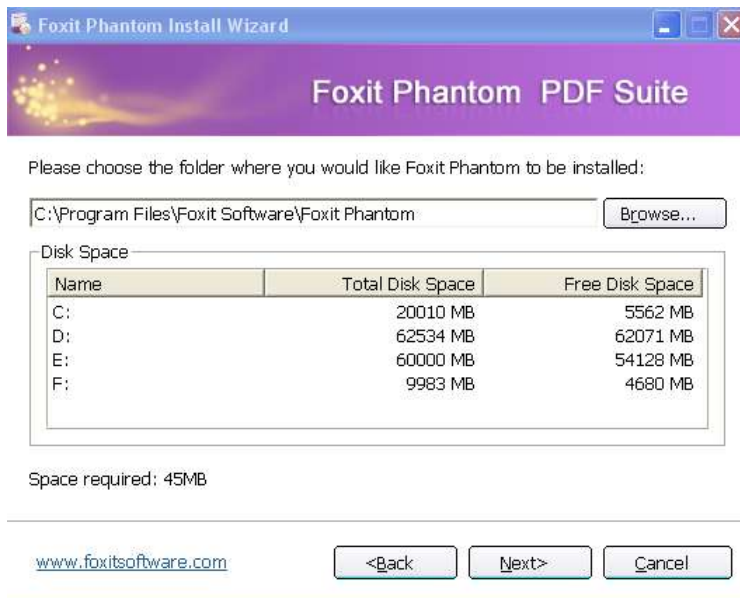 Foxit Phantom Install Wizard
Foxit Phantom PDF Suite
Please choose the folder where you would like Foxit Phantom to be installed:
C:\Program Files\Foxit Software\Foxit Phantom Browse...
Disk Space
Name Total Disk Space Free Disk Space
C: 20010 MB 5562 MB
D: 62534 MB 62071 MB
E: 60000 MB 54128 MB
F: 9983 MB 4680 MB
Space required: 45MB
www.foxitsoftware.com <Back Next> Cancel